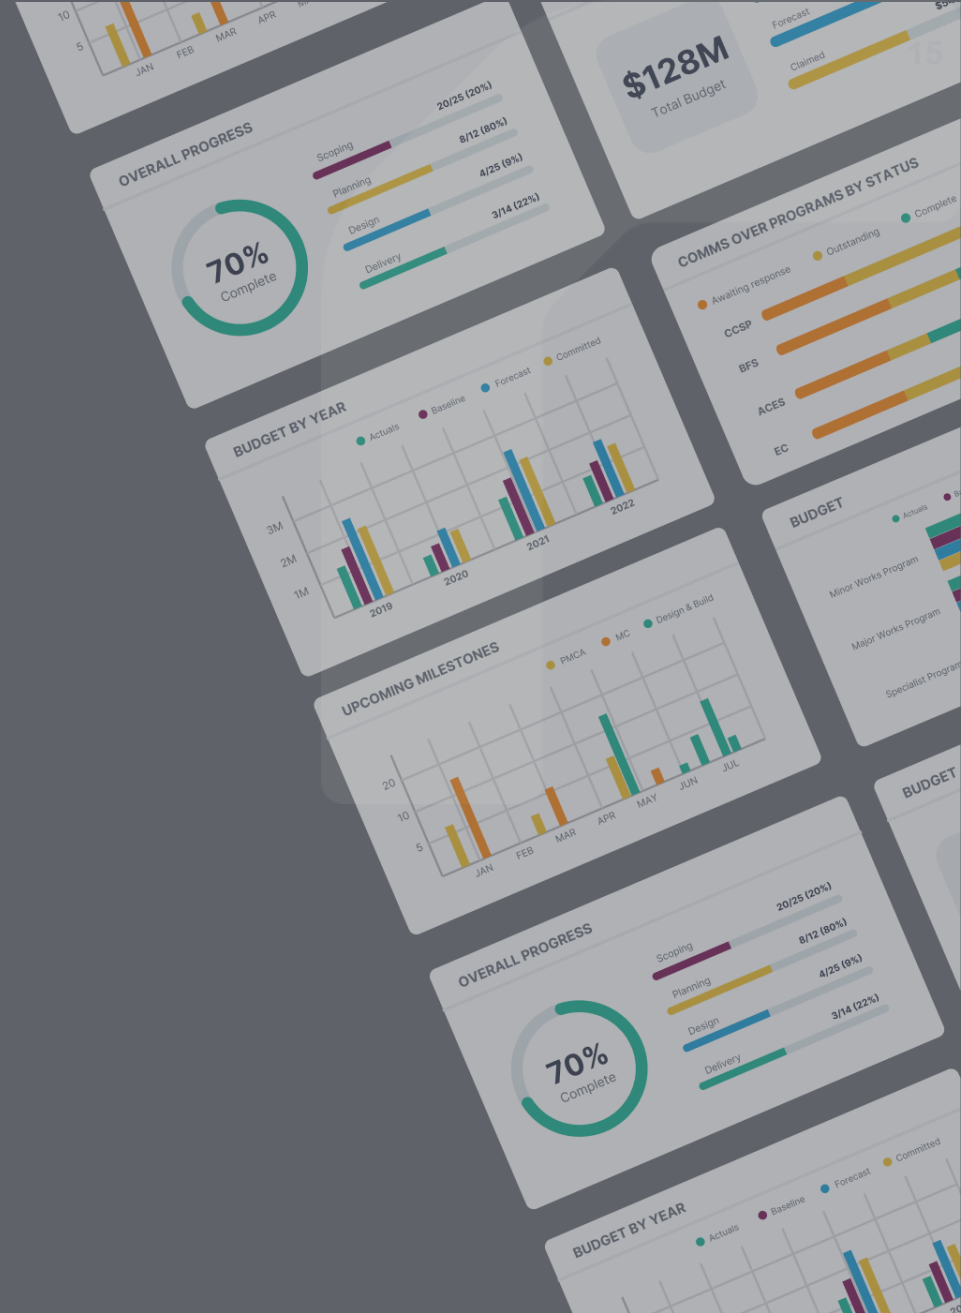 10
5
JAN
FEB
MAR
APR
$128M
Total Budget
Forecast
Claimed
15
OVERALL PROGRESS
70%
Complete
Scoping
20/25 (20%)
Planning
8/12 (80%)
Design
4/25 (9%)
Delivery
3/14 (22%)
COMMS OVER PROGRAMS BY STATUS
Awaiting response
Outstanding
Complete
CCSP
BFS
ACES
EC
BUDGET BY YEAR
Actuals
Baseline
Forecast
Committed
3M
2M
1M
2019
2020
2021
2022
BUDGET
Actuals
Minor Works Program
Major Works Program
Specialist Program
UPCOMING MILESTONES
PMCA
MC
Design & Build
20
10
5
JAN
FEB
MAR
APR
MAY
JUN
JUL
BUDGET
OVERALL PROGRESS
70%
Complete
Scoping
20/25 (20%)
Planning
8/12 (80%)
Design
4/25 (9%)
Delivery
3/14 (22%)
BUDGET BY YEAR
Actuals
Baseline
Forecast
Committed